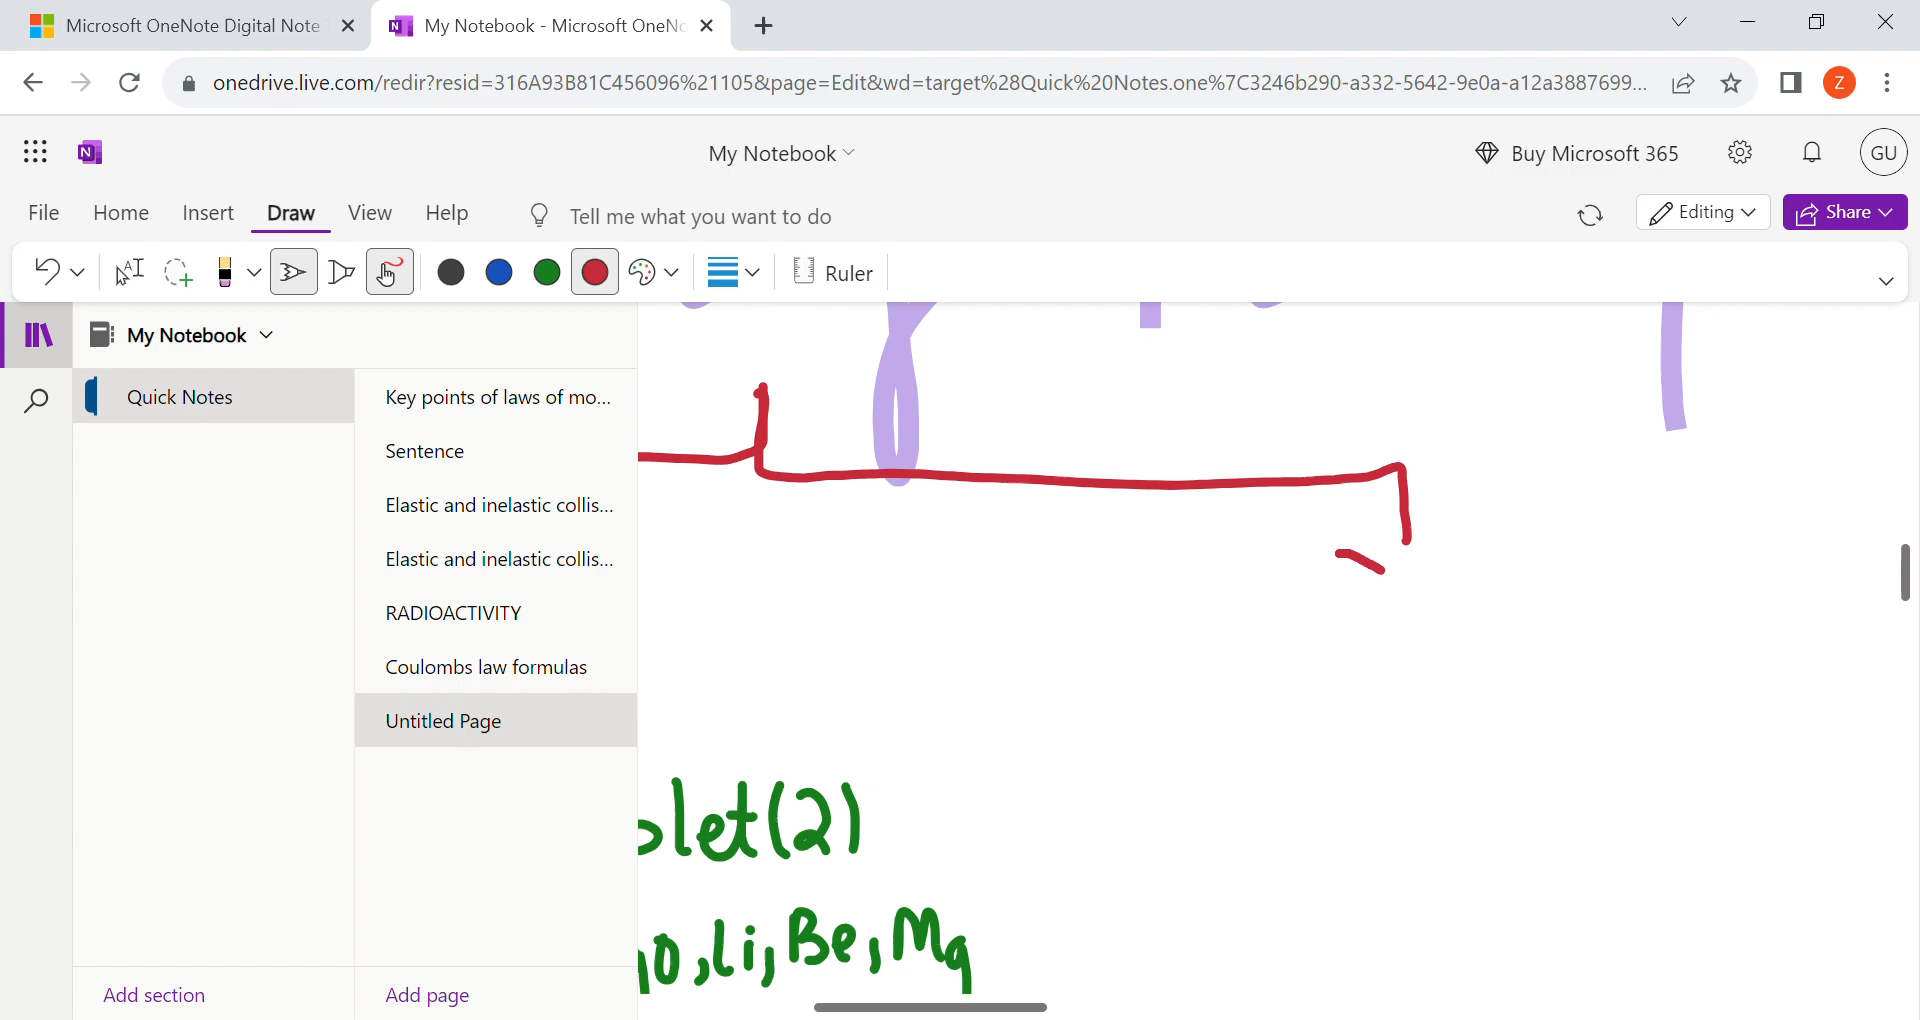 Microsoft OneNote Digital Note
My Notebook - Microsoft OneNo
onedrive.live.com/redir?resid=316A93B81C456096%21105&page=Edit&wd=target%28Quick%20Notes.one%7C3246b290-a332-5642-9e0a-a12a3887699...
Z
My Notebook
Buy Microsoft 365
GU
File Home Insert Draw View Help Tell me what you want to do
Editing
Share
Ruler
My Notebook
Quick Notes
Key points of laws of mo...
Sentence
Elastic and inelastic collis...
Elastic and inelastic collis...
RADIOACTIVITY
Coulombs law formulas
Untitled Page
let(2)
0,Li,Be,Mg
Add section
Add page